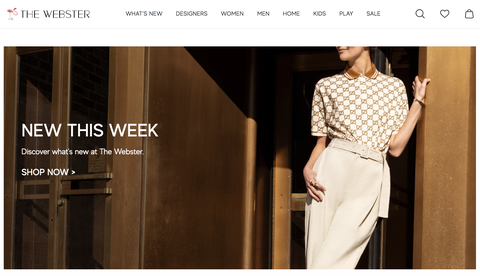 THE WEBSTER
WHAT'S NEW DESIGNERS WOMEN MEN HOME KIDS PLAY SALE
NEW THIS WEEK
Discover what's new at The Webster.
SHOP NOW >